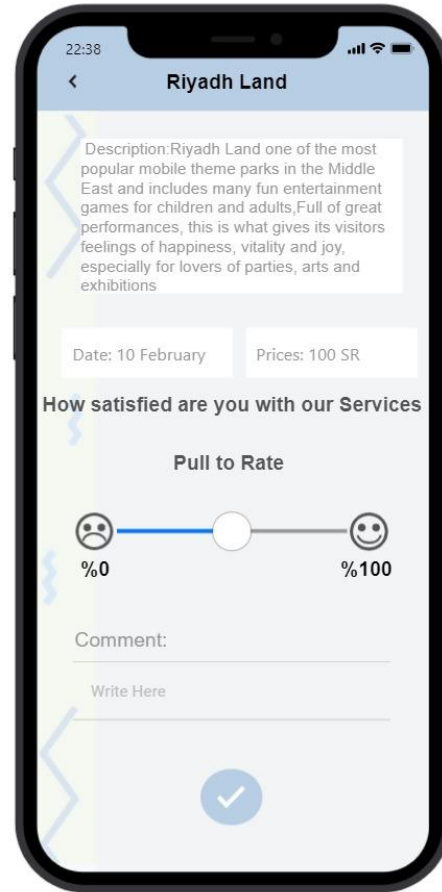 22:38
Riyadh Land
Description:Riyadh Land one of the most
popular mobile theme parks in the Middle
East and includes many fun entertainment
games for children and adults,Full of great
performances, this is what gives its visitors
feelings of happiness, vitality and joy,
especially for lovers of parties, arts and
exhibitions
Date: 10 February
Prices: 100 SR
How satisfied are you with our Services
Pull to Rate
%0
%100
Comment:
Write Here